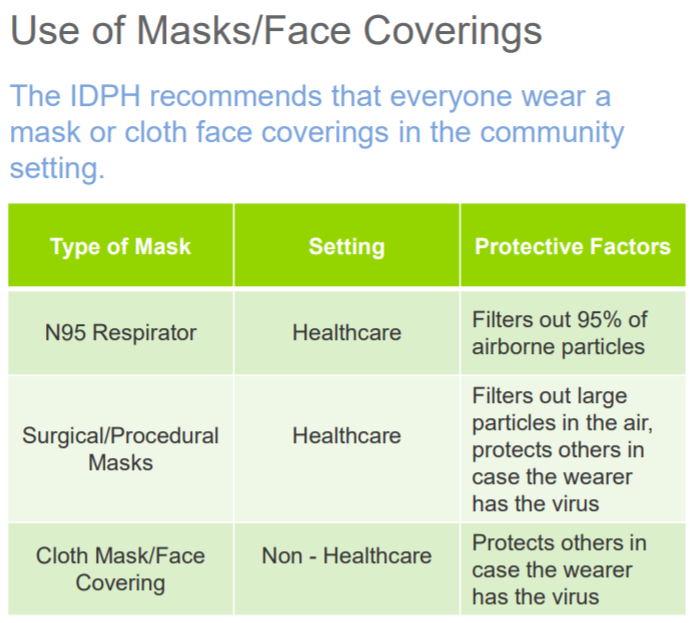 Use of Masks/Face Coverings
The IDPH recommends that everyone wear a
mask or cloth face coverings in the community
setting.
Type of Mask
Setting
Protective Factors
N95 Respirator
Healthcare
Filters out 95% of
airborne particles
Surgical/Procedural
Masks
Healthcare
Filters out large
particles in the air,
protects others in
case the wearer
has the virus
Cloth Mask/Face
Covering
Non - Healthcare
Protects others in
case the wearer
has the virus